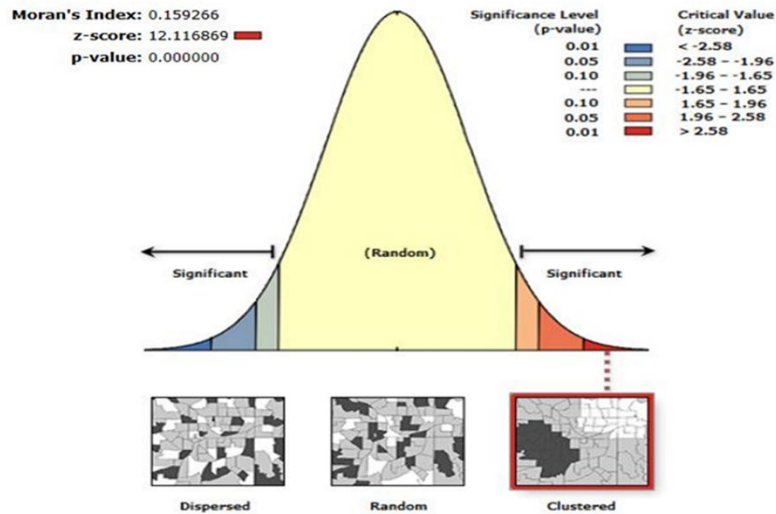 Moran's Index: 0.159266
z-score: 12.116869
p-value: 0.000000
Significance Level
(p-value)
0.01
0.05
0.10
---
0.10
0.05
0.01
Critical Value
(z-score)
< -2.58
-2.58 - -1.96
-1.96 - -1.65
-1.65 - 1.65
1.65 - 1.96
1.96 - 2.58
> 2.58
(Random)
Significant
Significant
Dispersed
Random
Clustered